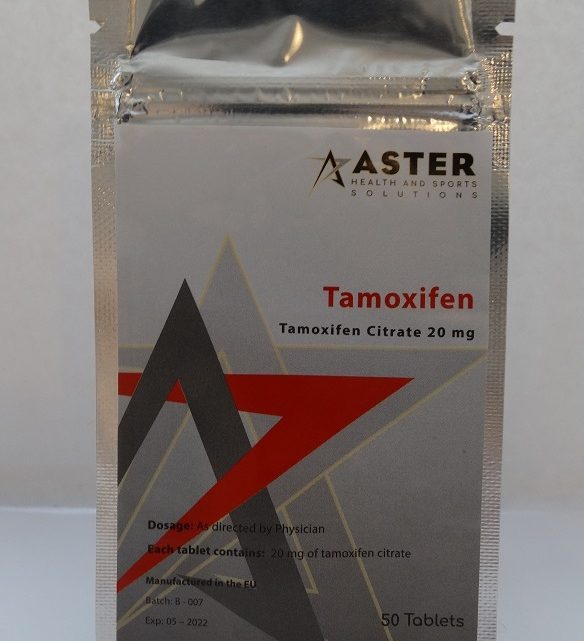 ASTER
HEALTH AND SPORTS
SOLUTIONS
Tamoxifen
Tamoxifen Citrate 20 mg
Dosage: As directed by Physician
Each tablet contains: 20 mg of tamoxifen citrate
Manufactured in the EU
Batch: B - 007
Exp: 05 – 2022
50 Tablets